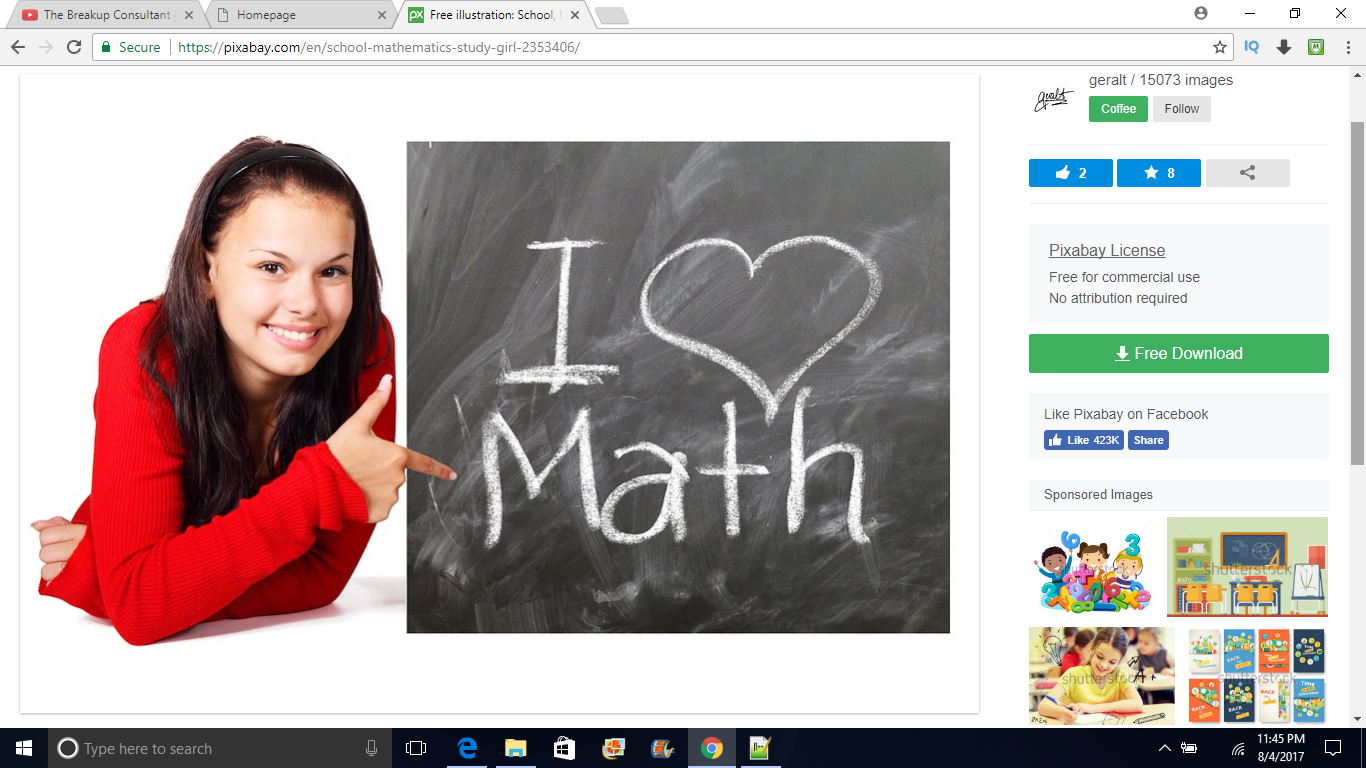 The Breakup Consultant
Homepage
Free illustration: School,
Secure
https://pixabay.com/en/school-mathematics-study-girl-2353406/
IQ
geralt / 15073 images
geralt
Coffee
Follow
2
8
I
Math
Pixabay License
Free for commercial use
No attribution required
Free Download
Like Pixabay on Facebook
Like 423K
Share
Sponsored Images
shutterstock
shutterstock
A+
shutterstock
Type here to search
11:45 PM
8/4/2017